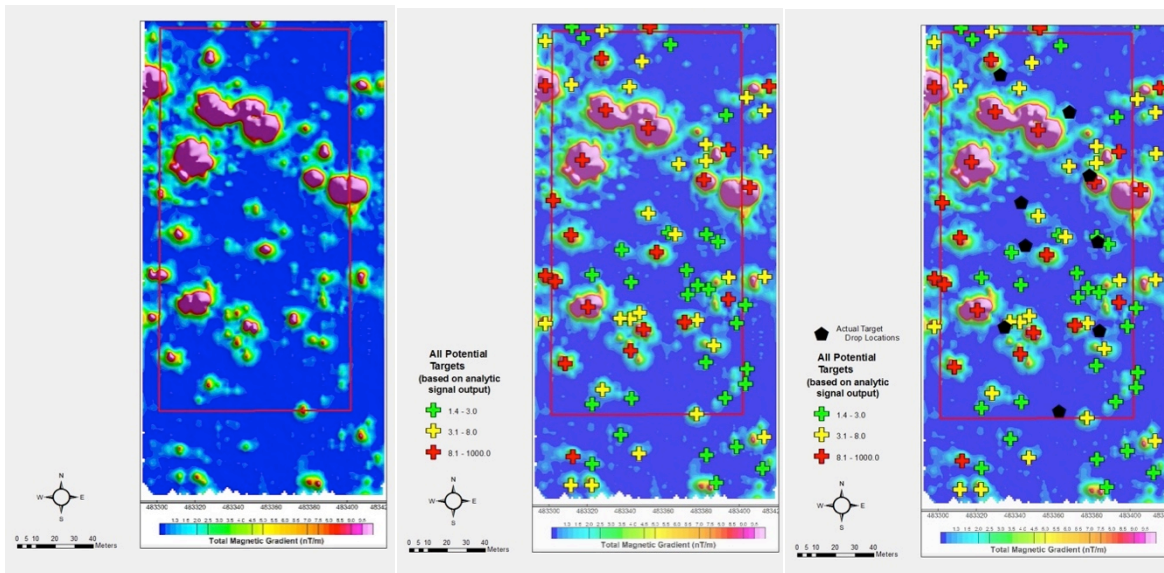 N
W E
S
0 5 10 20 30 40
Meters
483300 483320 483340 483360 483380 483400
Total Magnetic Gradient (nT/m)
All Potential
Targets
(based on analytic
signal output)
1.4 - 3.0
3.1 - 8.0
8.1 - 1000.0
N
W E
S
0 5 10 20 30 40
Meters
483300 483320 483340 483360 483380 483400
Total Magnetic Gradient (nT/m)
Actual Target
Drop Locations
All Potential
Targets
(based on analytic
signal output)
1.4 - 3.0
3.1 - 8.0
8.1 - 1000.0
N
W E
S
0 5 10 20 30 40
Meters
483300 483320 483340 483360 483380 483400
Total Magnetic Gradient (nT/m)